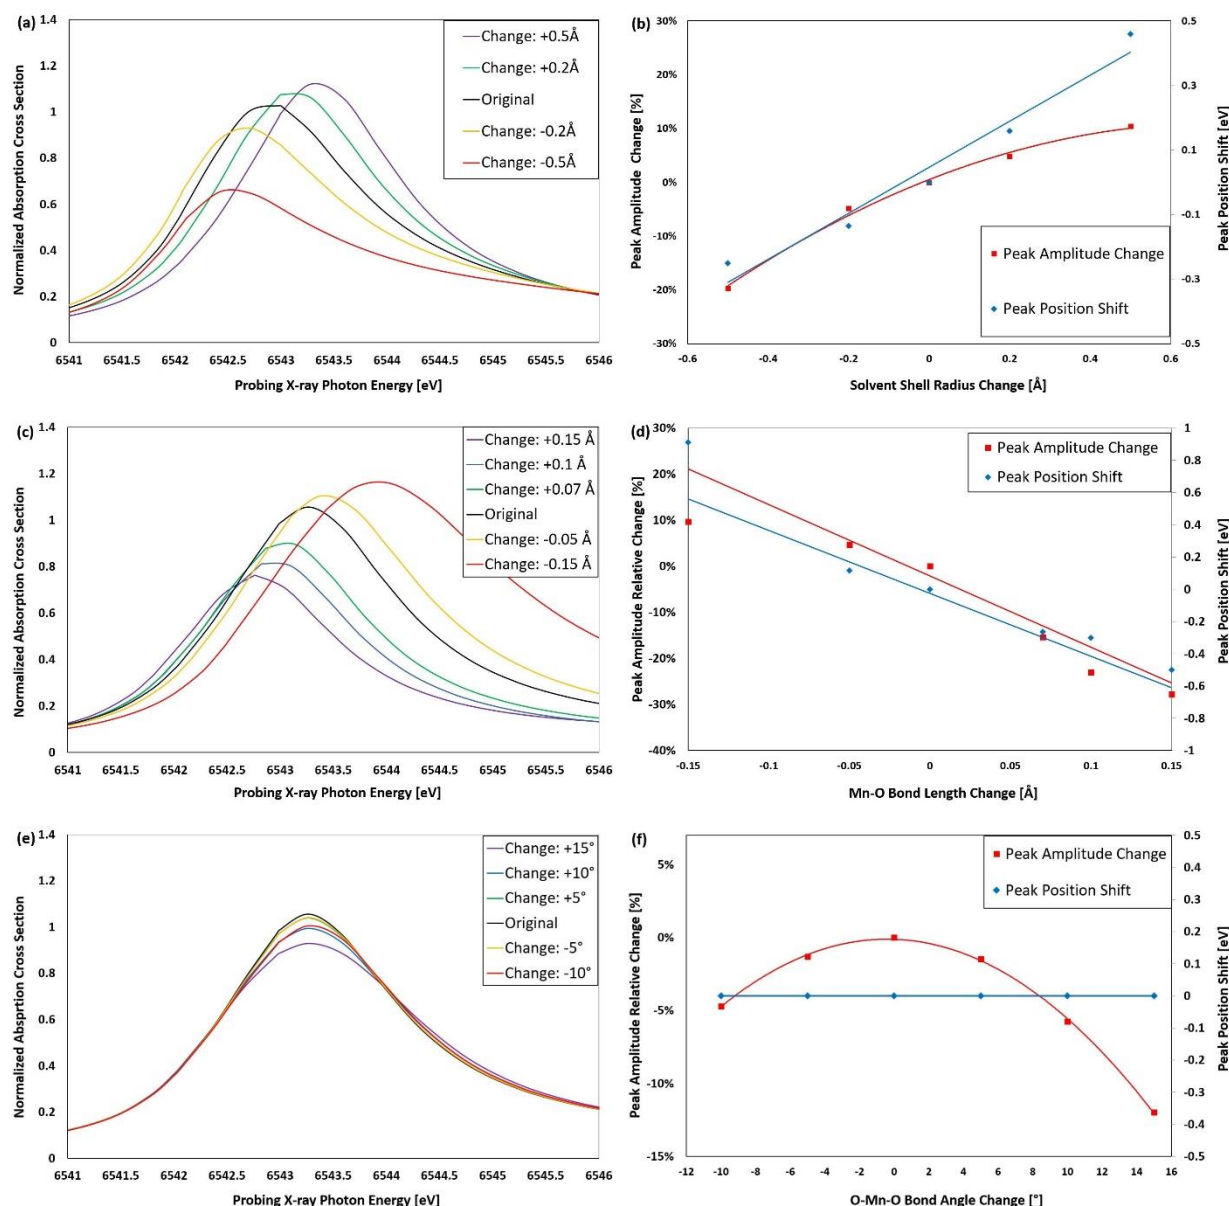 (a)
Normalized Absorption Cross Section
1.4
1.2
1
0.8
0.6
0.4
0.2
0
6541 6541.5 6542 6542.5 6543 6543.5 6544 6544.5 6545 6545.5 6546
Probing X-ray Photon Energy [eV]
Change: +0.5Å
Change: +0.2Å
Original
Change: -0.2Å
Change: -0.5Å
(b)
Peak Amplitude Change [%]
30%
20%
10%
0%
-10%
-20%
-30%
-0.6 -0.4 -0.2 0 0.2 0.4 0.6
Solvent Shell Radius Change [Å]
0.5
0.3
0.1
-0.1
-0.3
-0.5
Peak Position Shift [eV]
Peak Amplitude Change
Peak Position Shift
(c)
Normalized Absorption Cross Section
1.4
1.2
1
0.8
0.6
0.4
0.2
0
6541 6541.5 6542 6542.5 6543 6543.5 6544 6544.5 6545 6545.5 6546
Probing X-ray Photon Energy [eV]
Change: +0.15 Å
Change: +0.1 Å
Change: +0.07 Å
Original
Change: -0.05 Å
Change: -0.15 Å
(d)
Peak Amplitude Relative Change [%]
30%
20%
10%
0%
-10%
-20%
-30%
-40%
-0.15 -0.1 -0.05 0 0.05 0.1 0.15
Mn-O Bond Length Change [Å]
1
0.8
0.6
0.4
0.2
0
-0.2
-0.4
-0.6
-0.8
-1
Peak Position Shift [eV]
Peak Amplitude Change
Peak Position Shift
(e)
Normalized Absprtion Cross Section
1.4
1.2
1
0.8
0.6
0.4
0.2
0
6541 6541.5 6542 6542.5 6543 6543.5 6544 6544.5 6545 6545.5 6546
Probing X-ray Photon Energy [eV]
Change: +15°
Change: +10°
Change: +5°
Original
Change: -5°
Change: -10°
(f)
Peak Amplitude Relative Change [%]
5%
0%
-5%
-10%
-15%
-12 -10 -8 -6 -4 -2 0 2 4 6 8 10 12 14 16
O-Mn-O Bond Angle Change [°]
0.5
0.4
0.3
0.2
0.1
0
-0.1
-0.2
-0.3
-0.4
-0.5
Peak Position Shift [eV]
Peak Amplitude Change
Peak Position Shift